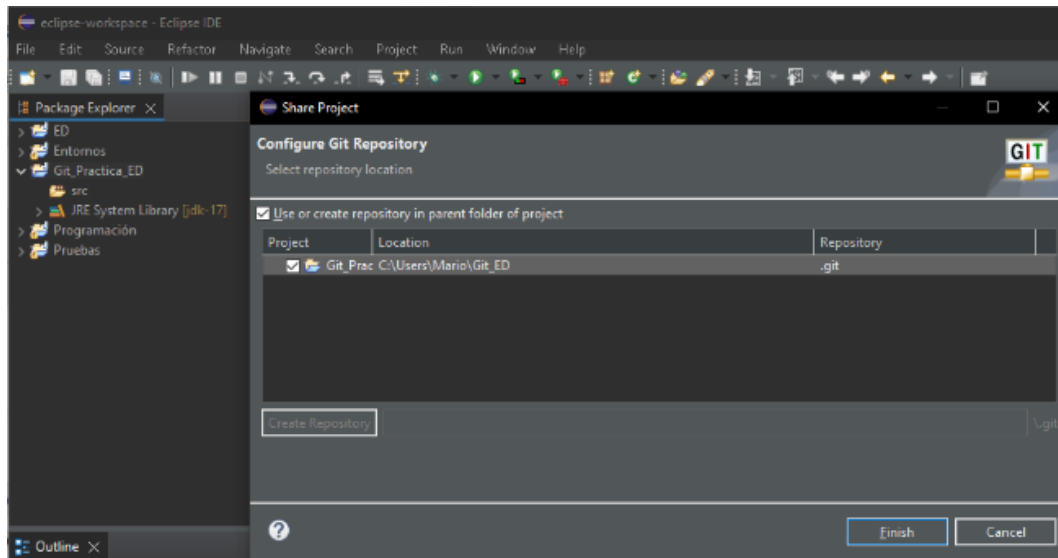 eclipse-workspace - Eclipse IDE
File Edit Source Refactor Navigate Search Project Run Window Help
Package Explorer
ED
Entornos
Git_Practica_ED
src
JRE System Library [jdk-17]
Programación
Pruebas
Outline
Share Project
Configure Git Repository
Select repository location
GIT
Use or create repository in parent folder of project
Project Location Repository
Git_Prac C:\Users\Mario\Git_ED .git
Create Repository \.git
Finish Cancel